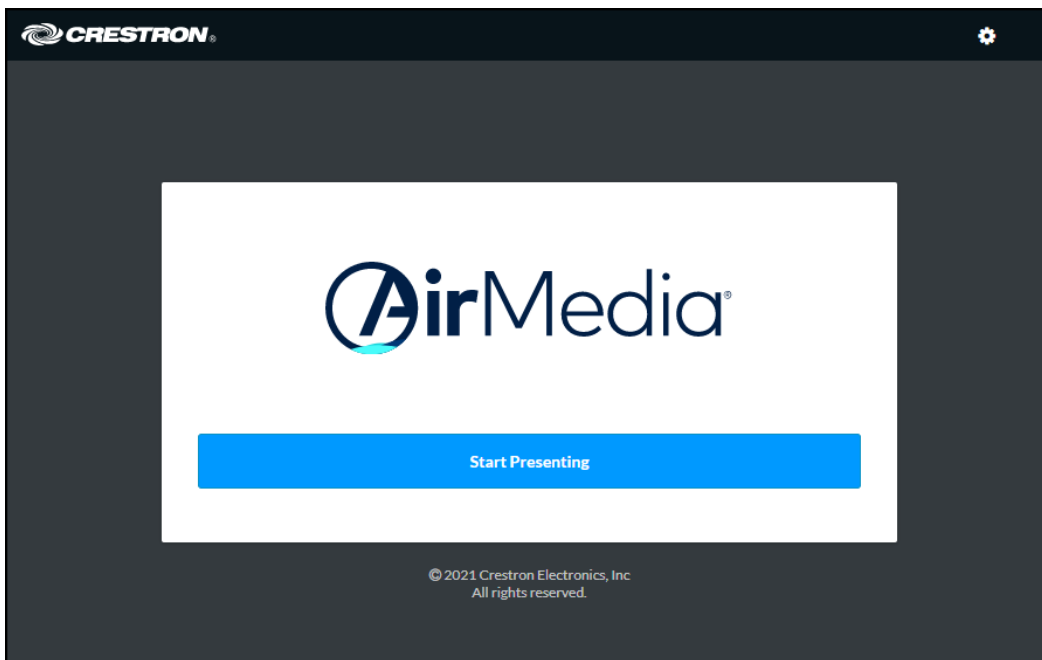 CRESTRON®
AirMedia®
Start Presenting
© 2021 Crestron Electronics, Inc
All rights reserved.